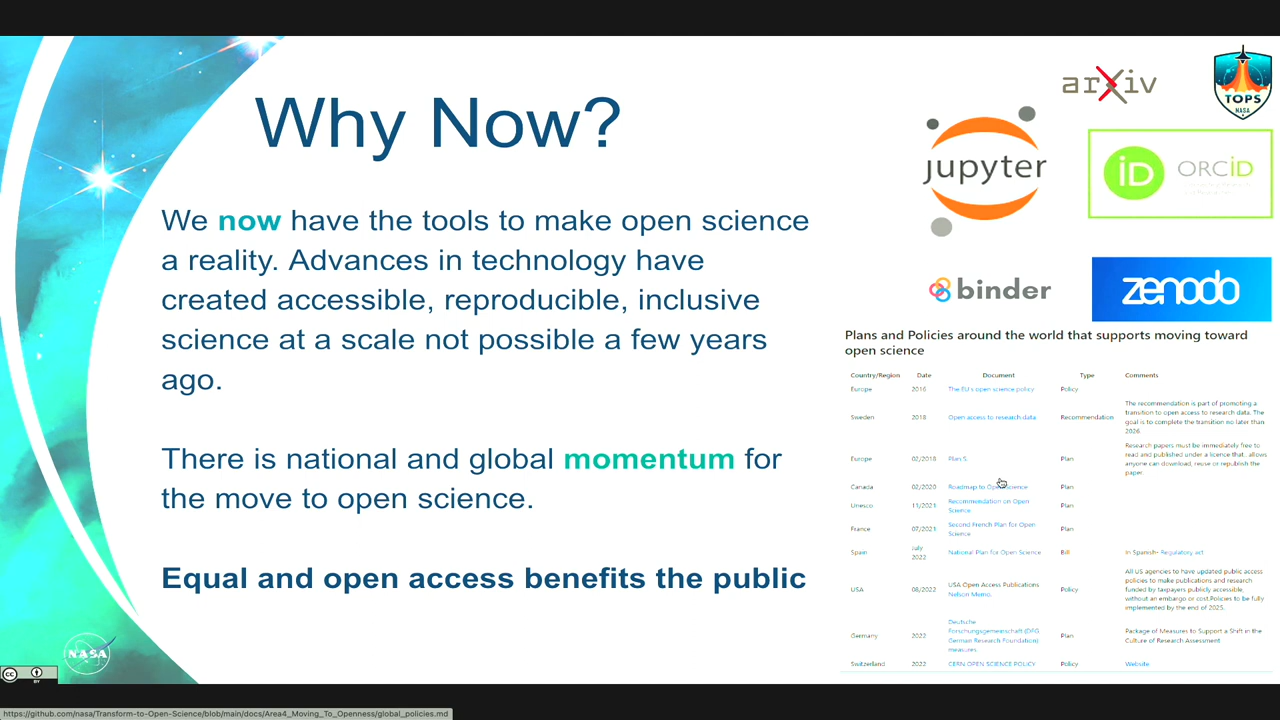 Why Now?
We now have the tools to make open science
a reality. Advances in technology have
created accessible, reproducible, inclusive
science at a scale not possible a few years
ago.
There is national and global momentum for
the move to open science.
Equal and open access benefits the public
NASA
CC
BY
arXiv
TOPS
NASA
jupyter
iD ORCID
binder
zenodo
Plans and Policies around the world that supports moving toward
open science
Country/Region Date Document Type Comments
Europe 2016 The EU's open science policy Policy
Sweden 2018 Open access to research data Recommendation The recommendation is part of promoting a
transition to open access to research data. The
goal is to complete the transition no later than
2026.
Europe 02/2018 Plan S Plan Research papers must be immediately free to
read and published under a licence that.. allows
anyone can download, reuse or republish the
paper.
Canada 02/2020 Roadmap to Open Science Plan
Unesco 11/2021 Recommendation on Open
Science Plan
France 07/2021 Second French Plan for Open
Science Plan
Spain July
2022 National Plan for Open Science Bill In Spanish- Regulatory act
USA 08/2022 USA Open Access Publications
Nelson Memo. Policy All US agencies to have updated public access
policies to make publications and research
funded by taxpayers publicly accessible,
without an embargo or cost.Policies to be fully
implemented by the end of 2025.
Germany 2022 Deutsche
Forschungsgemeinschaft (DFG,
German Research Foundation)
measures. Plan Package of Measures to Support a Shift in the
Culture of Research Assessment
Switzerland 2022 CERN OPEN SCIENCE POLICY Policy Website
https://github.com/nasa/Transform-to-Open-Science/blob/main/docs/Area4_Moving_To_Openness/global_policies.md